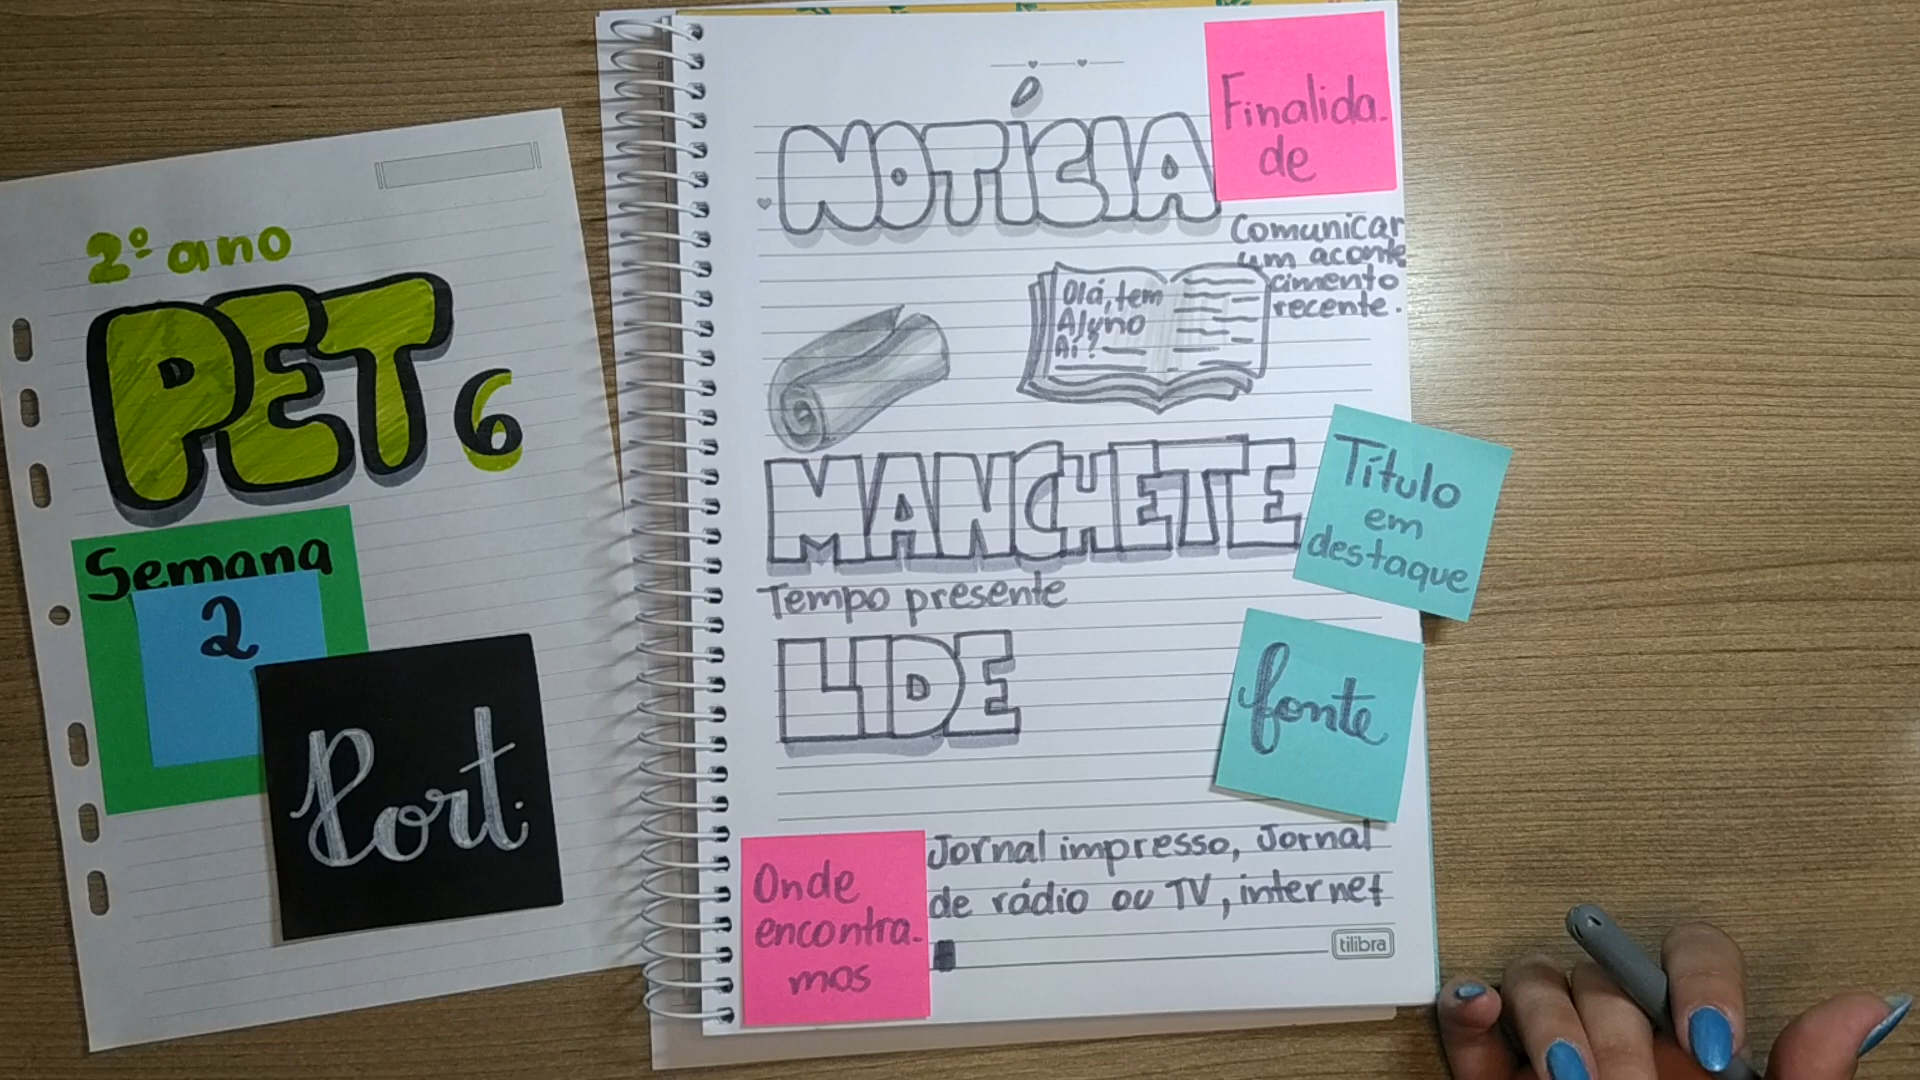 2º ano
PET 6
Semana
2
Port.
NOTÍCIA
Finalida-
de
Comunicar
um aconte
cimento
recente.
Olá, tem
Aluno
Aí?
MANCHETE
Título
em
destaque
Tempo presente
LIDE
fonte
Onde
encontra-
mos
Jornal impresso, Jornal
de rádio ou TV, internet
tilibra